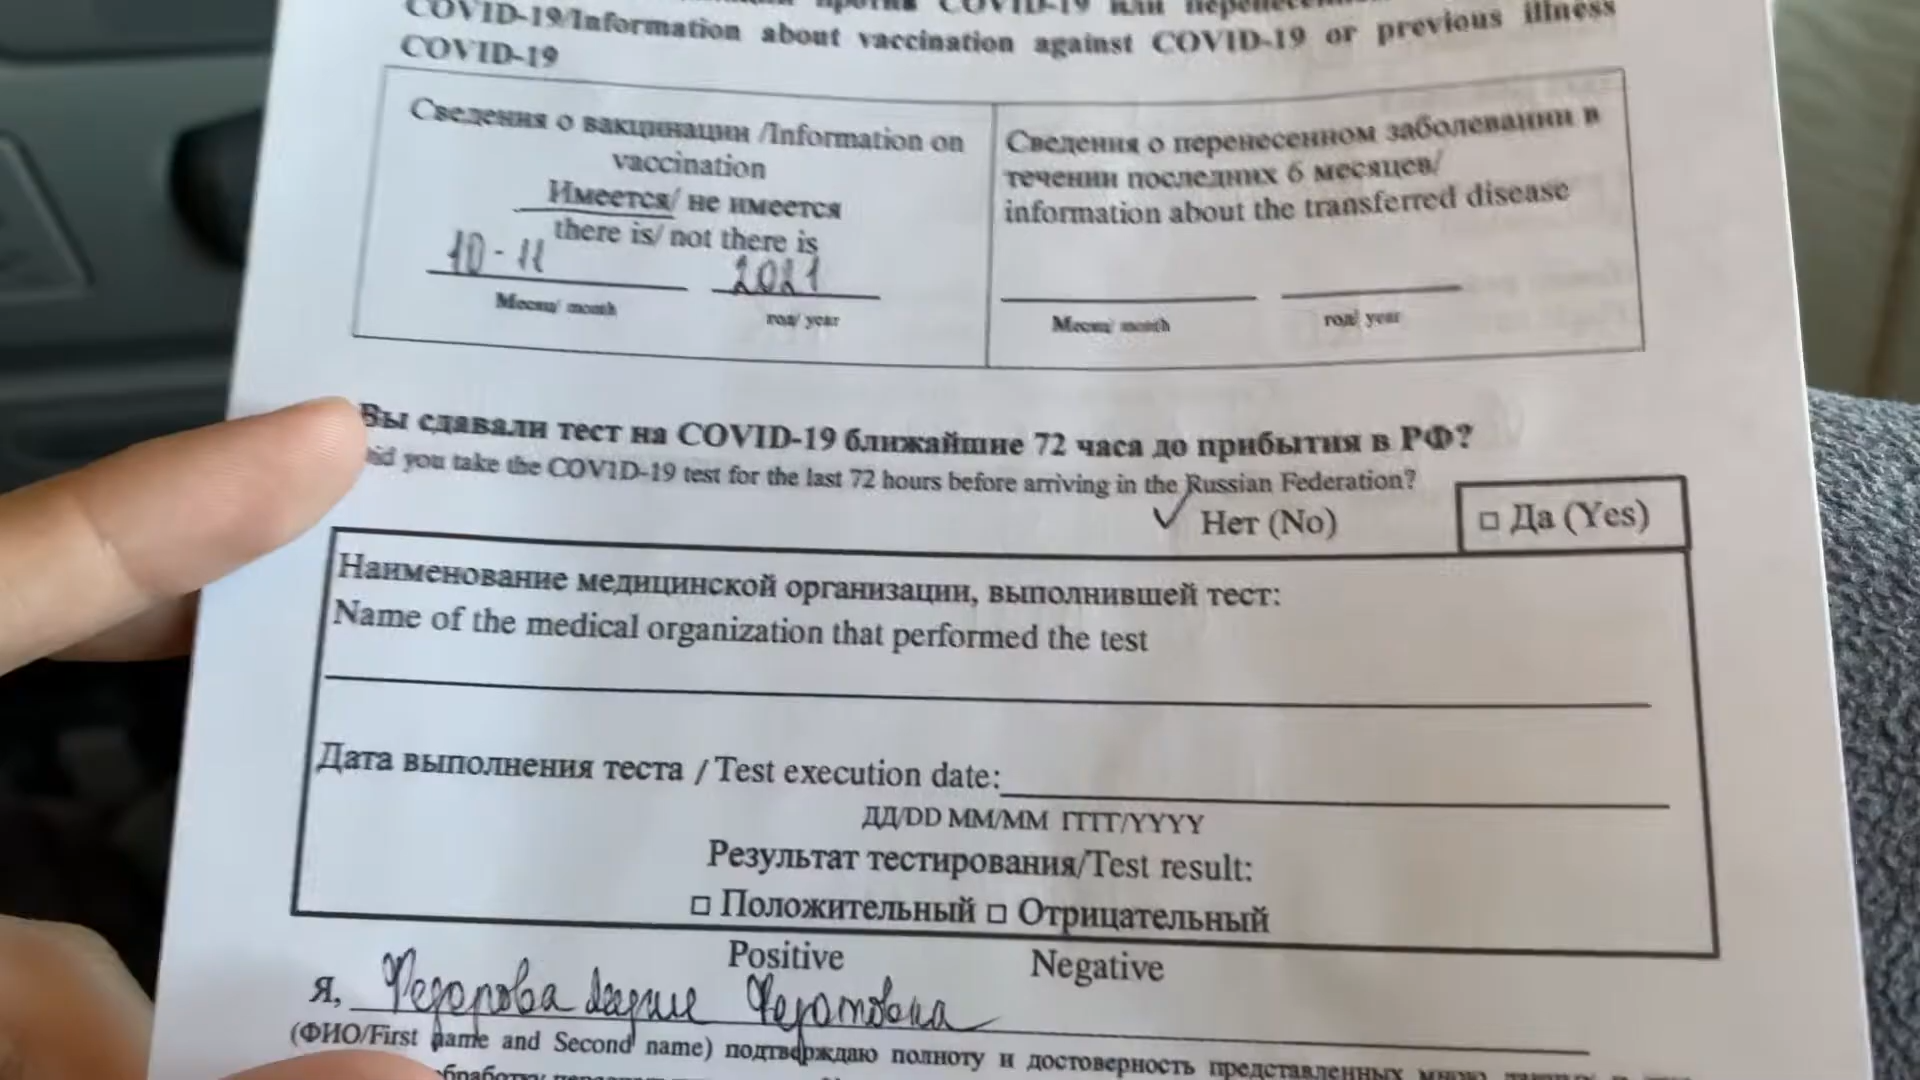 против COVID-19 или
COVID-19/Information about vaccination against COVID-19 or previous illness
COVID-19
Сведения о вакцинации /Information on
vaccination
Имеется/ не имеется
there is/ not there is
10-11 2021
Месяц/ month год/ year
Сведения о перенесенном заболевании в
течении последних 6 месяцев/
information about the transferred disease
Месяц/ month год/ year
Вы сдавали тест на COVID-19 ближайшие 72 часа до прибытия в РФ?
you take the COVID-19 test for the last 72 hours before arriving in the Russian Federation?
✓ Нет (No) □ Да (Yes)
Наименование медицинской организации, выполнившей тест:
Name of the medical organization that performed the test
Дата выполнения теста / Test execution date:
ДД/DD ММ/MM ГГГГ/YYYY
Результат тестирования/Test result:
□ Положительный □ Отрицательный
Positive Negative
Я, Федорова
(ФИО/First name and Second name) подтверждаю полноту и достоверность представленных мною